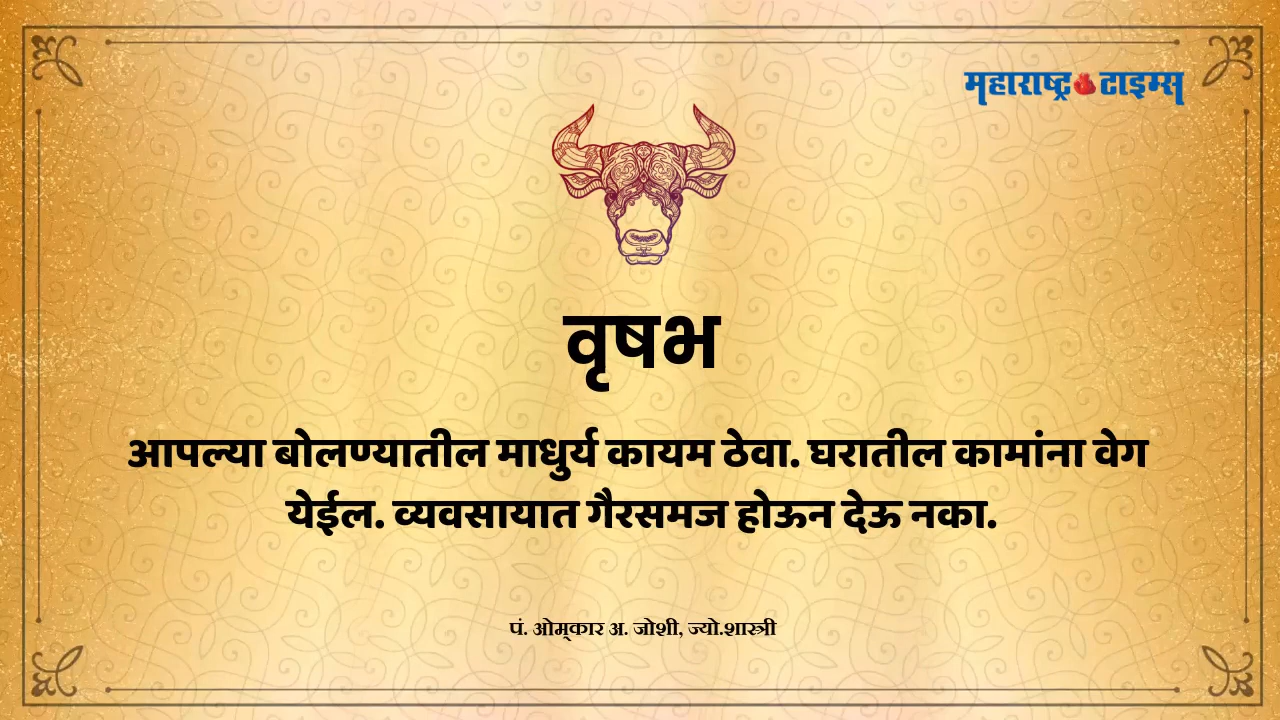 महाराष्ट्र टाइम्स
वृषभ
आपल्या बोलण्यातील माधुर्य कायम ठेवा. घरातील कामांना वेग
येईल. व्यवसायात गैरसमज होऊन देऊ नका.
पं. ओम्‌कार अ. जोशी, ज्यो.शास्त्री